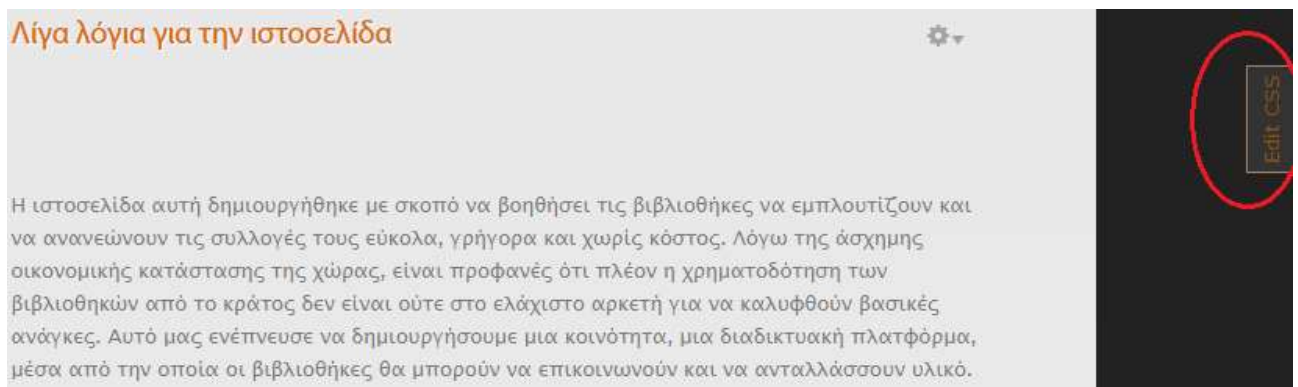 Λίγα λόγια για την ιστοσελίδα
Edit CSS
Η ιστοσελίδα αυτή δημιουργήθηκε με σκοπό να βοηθήσει τις βιβλιοθήκες να εμπλουτίζουν και
να ανανεώνουν τις συλλογές τους εύκολα, γρήγορα και χωρίς κόστος. Λόγω της άσχημης
οικονομικής κατάστασης της χώρας, είναι προφανές ότι πλέον η χρηματοδότηση των
βιβλιοθηκών από το κράτος δεν είναι ούτε στο ελάχιστο αρκετή για να καλυφθούν βασικές
ανάγκες. Αυτό μας ενέπνευσε να δημιουργήσουμε μια κοινότητα, μια διαδικτυακή πλατφόρμα,
μέσα από την οποία οι βιβλιοθήκες θα μπορούν να επικοινωνούν και να ανταλλάσσουν υλικό.